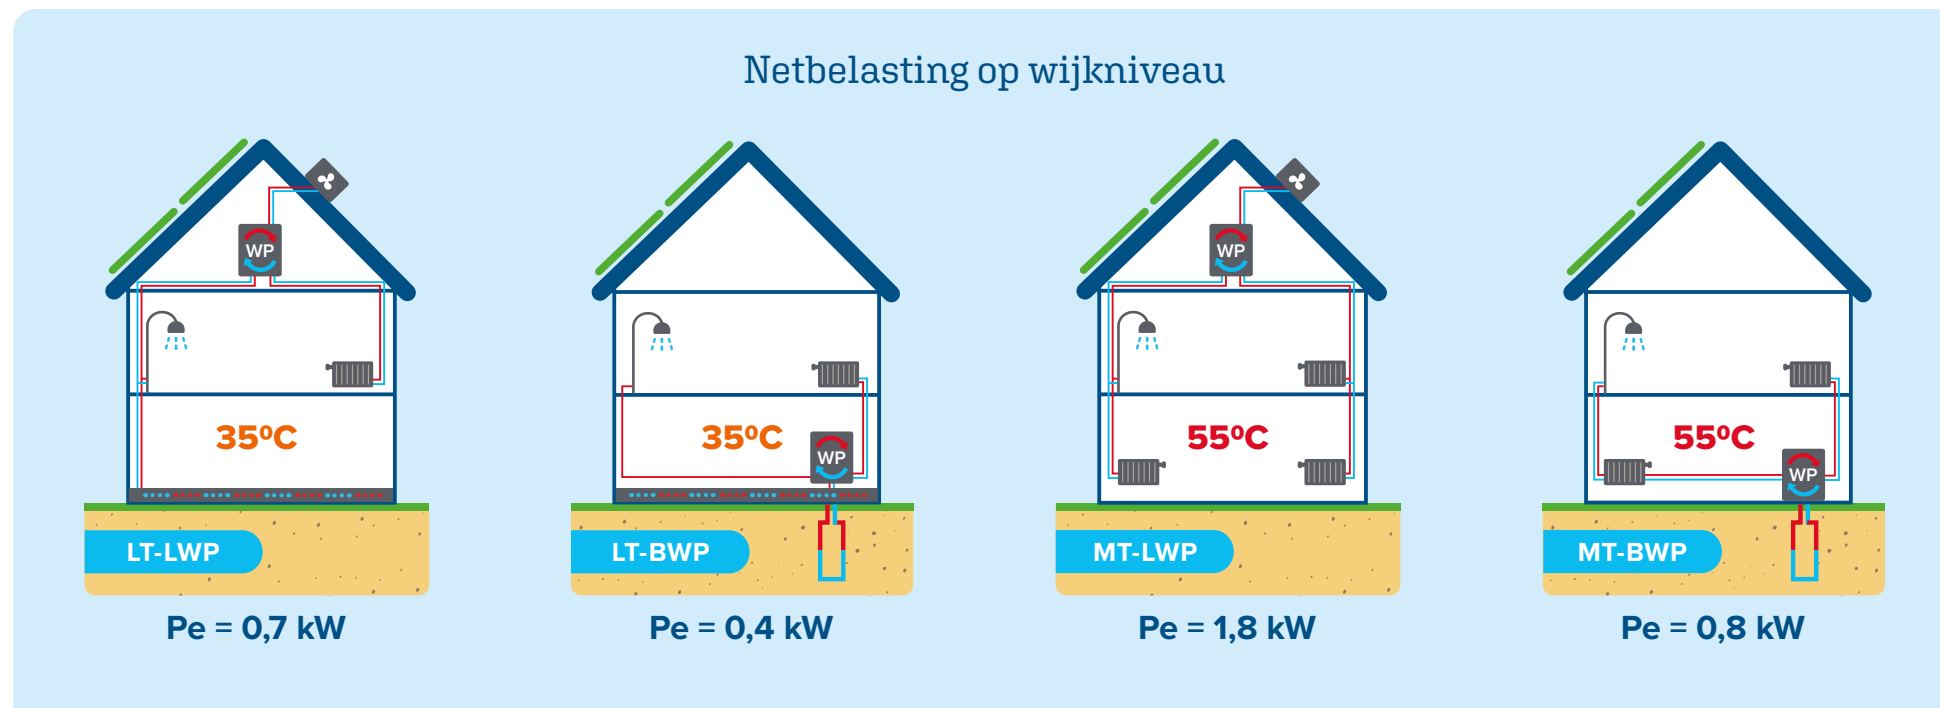 Netbelasting op wijkniveau
WP
35ºC
LT-LWP
Pe = 0,7 kW
35ºC
WP
LT-BWP
Pe = 0,4 kW
WP
55ºC
MT-LWP
Pe = 1,8 kW
55ºC
WP
MT-BWP
Pe = 0,8 kW